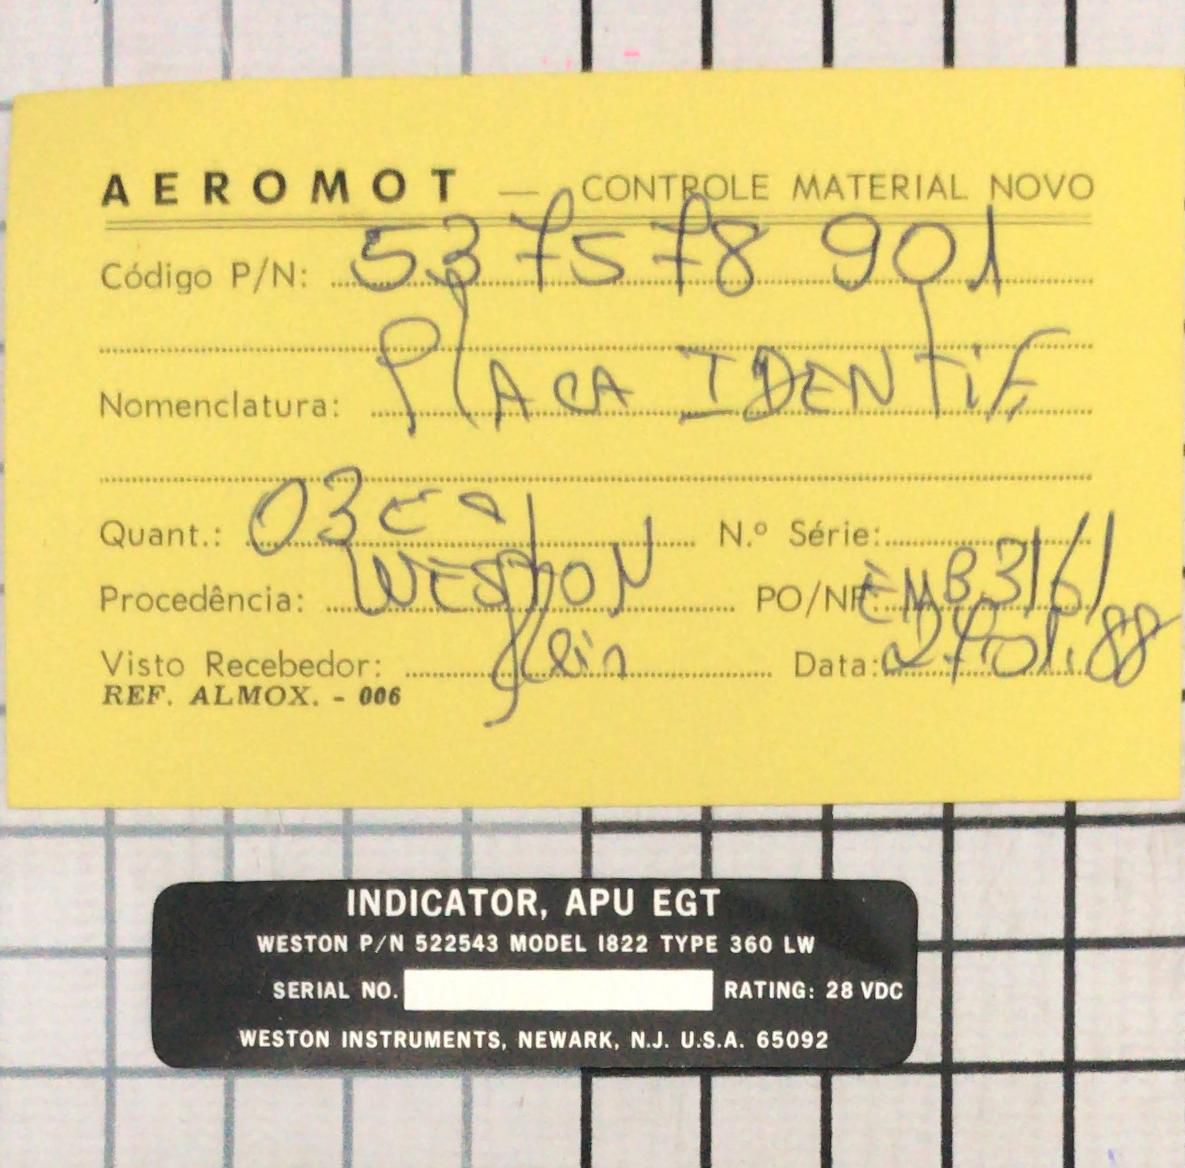 AEROMOT — CONTROLE MATERIAL NOVO
Código P/N: 537578 901
Nomenclatura: PlACA IDENTIF.
Quant.: 03 ea N.º Série:
Procedência: WESTON PO/NF: EMB 3161
Visto Recebedor: Data: 27.01.88
REF. ALMOX. - 006
INDICATOR, APU EGT
WESTON P/N 522543 MODEL 1822 TYPE 360 LW
SERIAL NO. RATING: 28 VDC
WESTON INSTRUMENTS, NEWARK, N.J. U.S.A. 65092